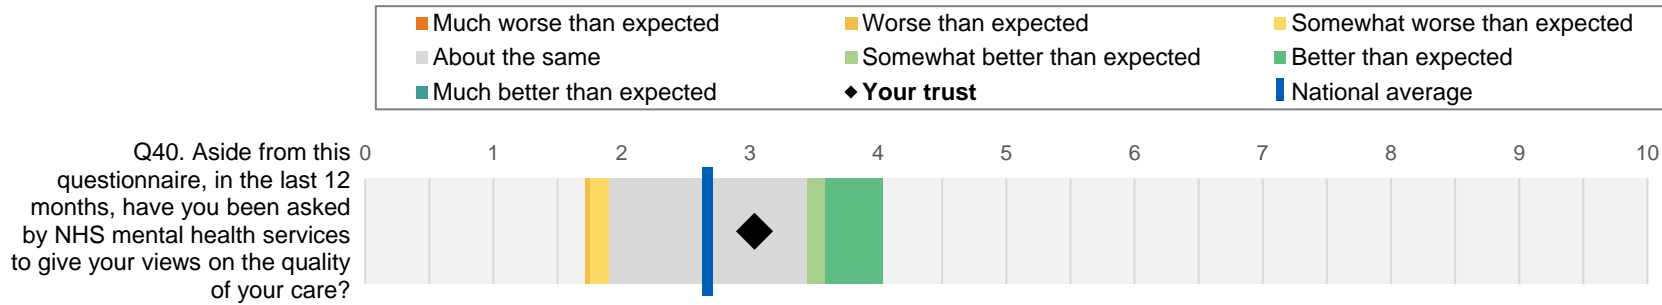 Much worse than expected
Worse than expected
Somewhat worse than expected
About the same
Somewhat better than expected
Better than expected
Much better than expected
Your trust
National average
Q40. Aside from this
questionnaire, in the last 12
months, have you been asked
by NHS mental health services
to give your views on the quality
of your care?
0 1 2 3 4 5 6 7 8 9 10